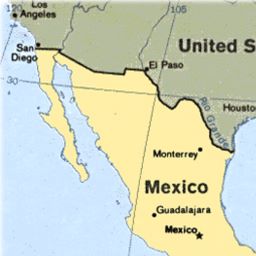 120
105
Los
Angeles
United S
San
Diego
El Paso
30
Rio Grande
Houston
Monterrey
Mexico
Guadalajara
Mexico